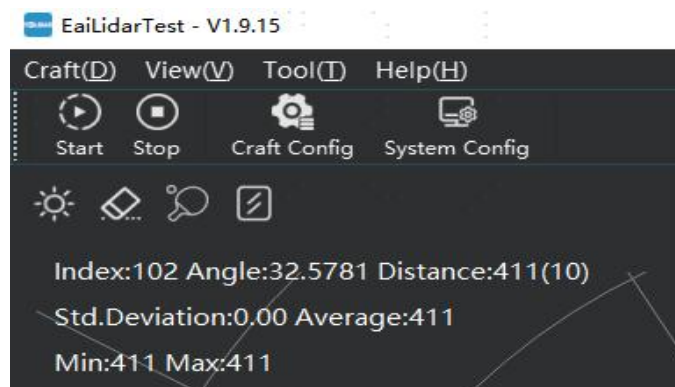 EaiLidarTest - V1.9.15
Craft(D) View(V) Tool(T) Help(H)
Start Stop Craft Config System Config
Index:102 Angle:32.5781 Distance:411(10)
Std.Deviation:0.00 Average:411
Min:411 Max:411